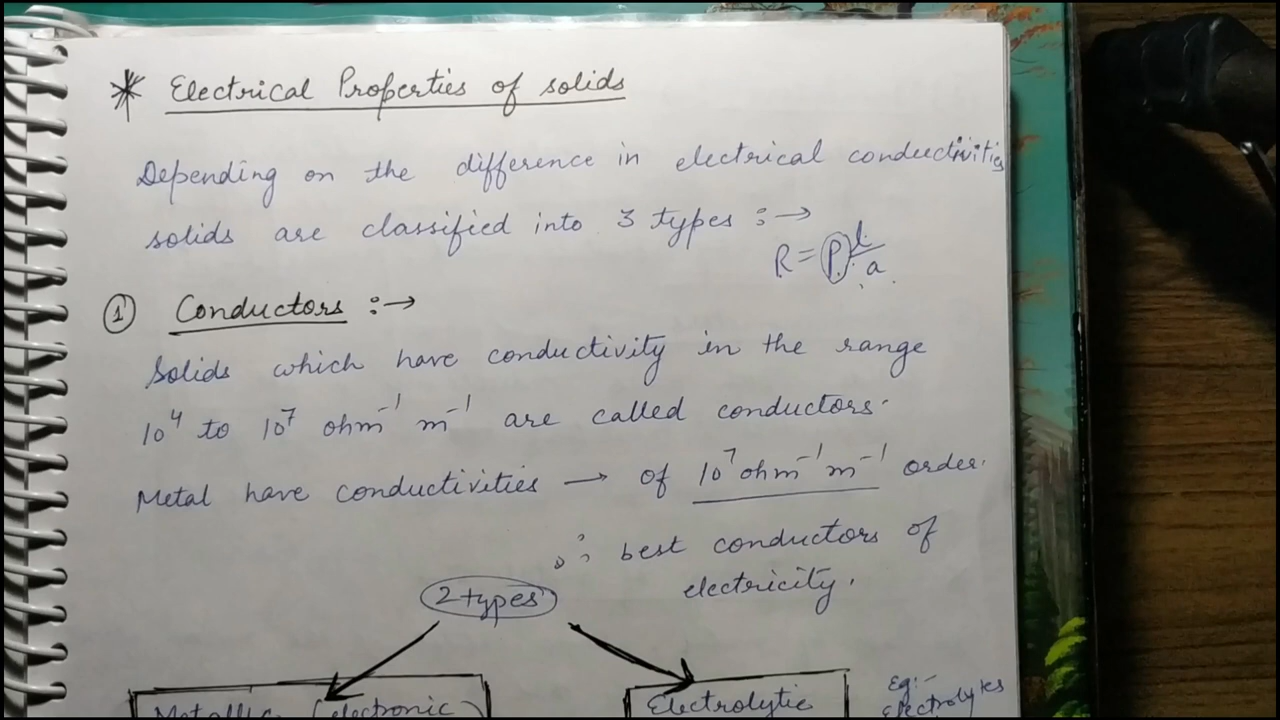 * Electrical Properties of solids
Depending on the difference in electrical conductivities
solids are classified into 3 types :→
R = ρ l/a
① Conductors :→
Solids which have conductivity in the range
10⁴ to 10⁷ ohm⁻¹ m⁻¹ are called conductors.
Metal have conductivities → of 10⁷ ohm⁻¹ m⁻¹ order.
∴ best conductors of
electricity.
2 types
Metallic (electronic)
Electrolytic
Eg:-
Electrolytes